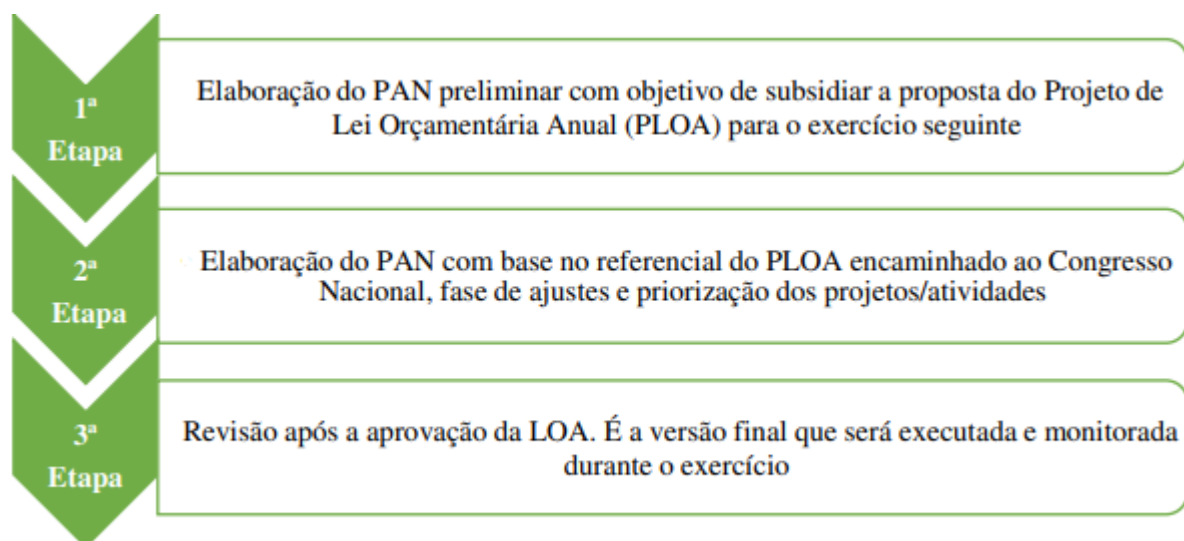 1ª
Etapa
Elaboração do PAN preliminar com objetivo de subsidiar a proposta do Projeto de
Lei Orçamentária Anual (PLOA) para o exercício seguinte
2ª
Etapa
Elaboração do PAN com base no referencial do PLOA encaminhado ao Congresso
Nacional, fase de ajustes e priorização dos projetos/atividades
3ª
Etapa
Revisão após a aprovação da LOA. É a versão final que será executada e monitorada
durante o exercício